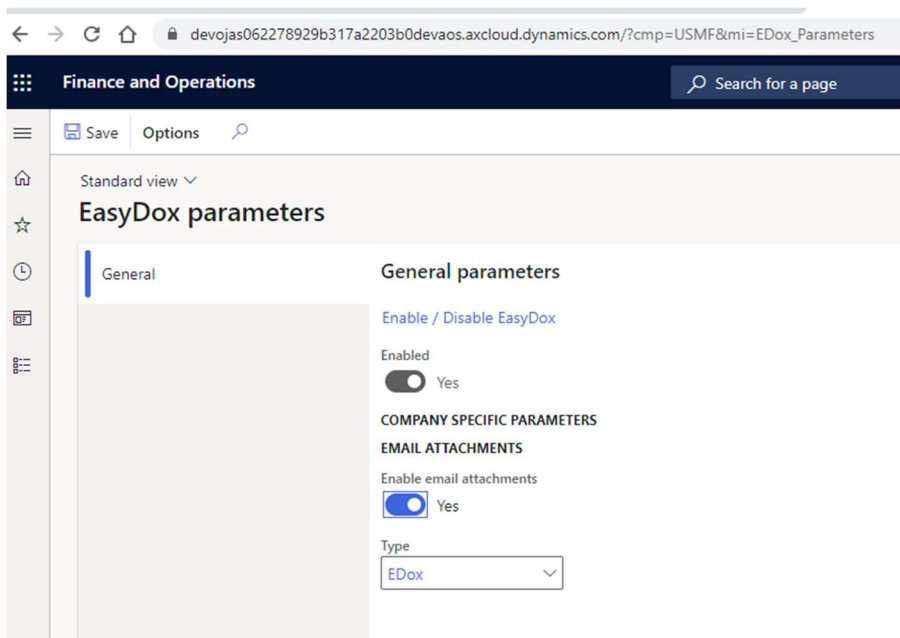 devojas062278929b317a2203b0devaos.axcloud.dynamics.com/?cmp=USMF&mi=EDox_Parameters
Finance and Operations
Search for a page
Save
Options
Standard view
EasyDox parameters
General
General parameters
Enable / Disable EasyDox
Enabled
Yes
COMPANY SPECIFIC PARAMETERS
EMAIL ATTACHMENTS
Enable email attachments
Yes
Type
EDox